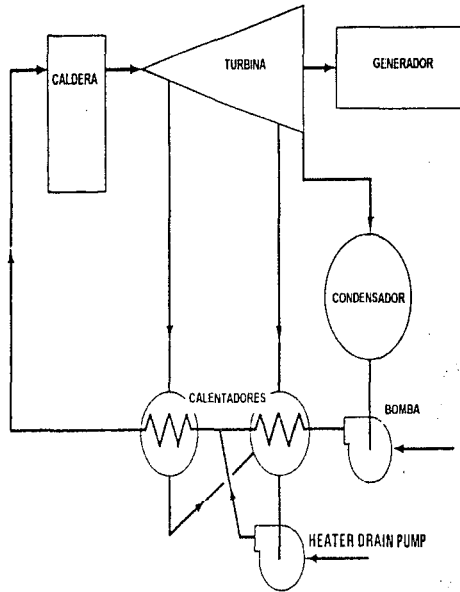 CALDERA
TURBINA
GENERADOR
CONDENSADOR
CALENTADORES
BOMBA
HEATER DRAIN PUMP